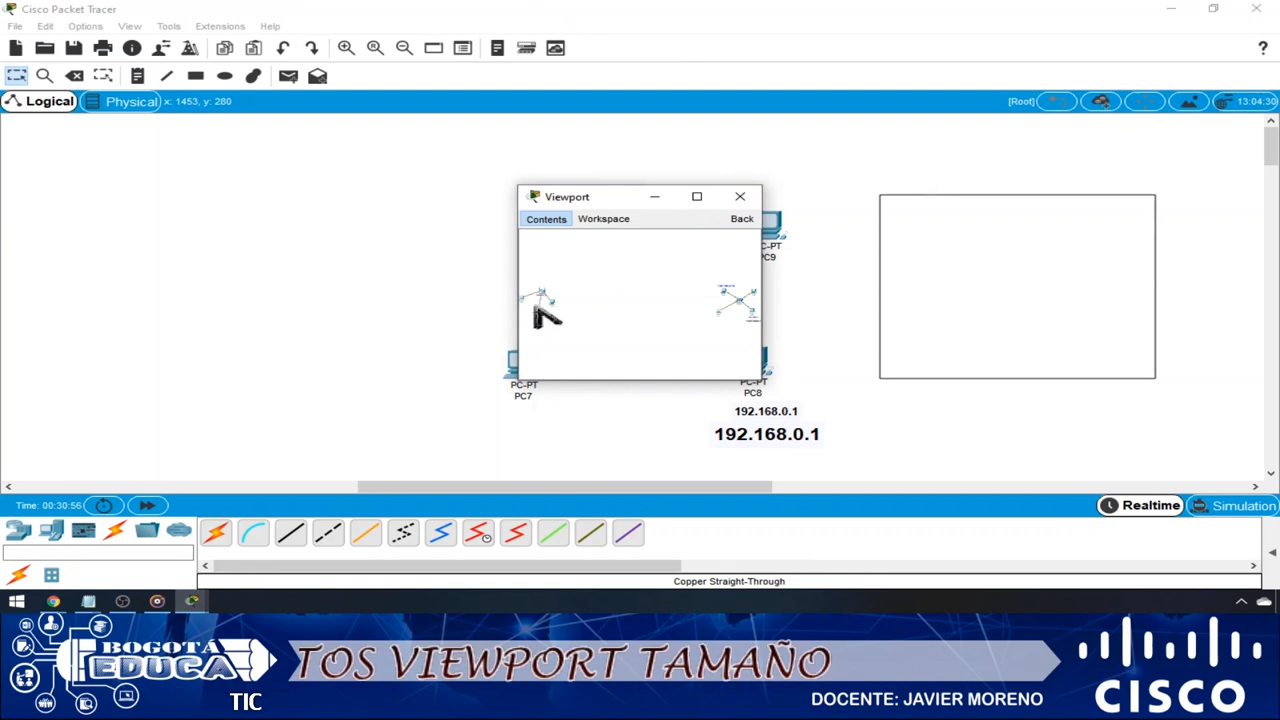 Cisco Packet Tracer
File Edit Options View Tools Extensions Help
Logical Physical x: 1453, y: 280 [Root] 13:04:30
Viewport
Contents Workspace Back
C-PT
PC9
PC-PT
PC7
PC-PT
PC8
192.168.0.1
192.168.0.1
Time: 00:30:56 Realtime Simulation
Copper Straight-Through
BOGOTÁ
EDUCA
TIC
TOS VIEWPORT TAMAÑO
DOCENTE: JAVIER MORENO
CISCO